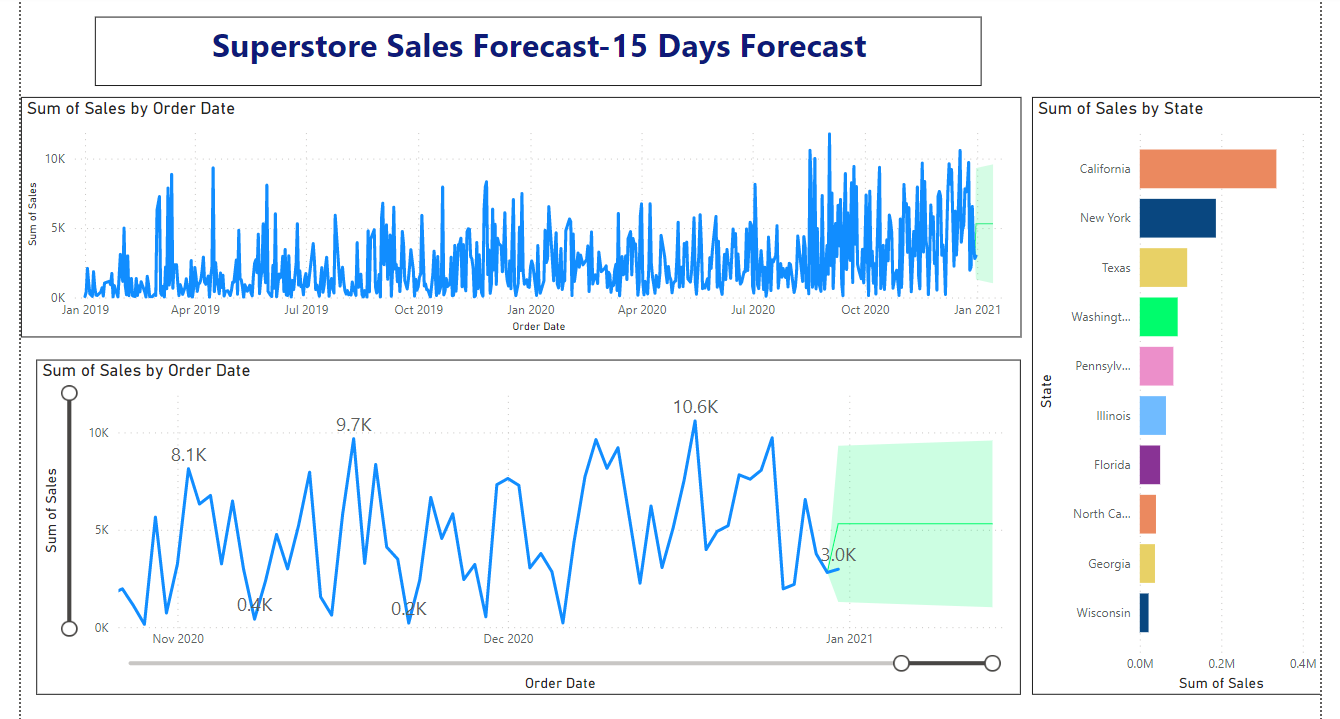 Superstore Sales Forecast-15 Days Forecast
Sum of Sales by Order Date
Sum of Sales
10K
5K
0K
Jan 2019 Apr 2019 Jul 2019 Oct 2019 Jan 2020 Apr 2020 Jul 2020 Oct 2020 Jan 2021
Order Date
Sum of Sales by Order Date
Sum of Sales
10K
5K
0K
8.1K
0.4K
9.7K
0.2K
10.6K
3.0K
Nov 2020 Dec 2020 Jan 2021
Order Date
Sum of Sales by State
State
California
New York
Texas
Washingt...
Pennsylv...
Illinois
Florida
North Ca...
Georgia
Wisconsin
0.0M 0.2M 0.4M
Sum of Sales